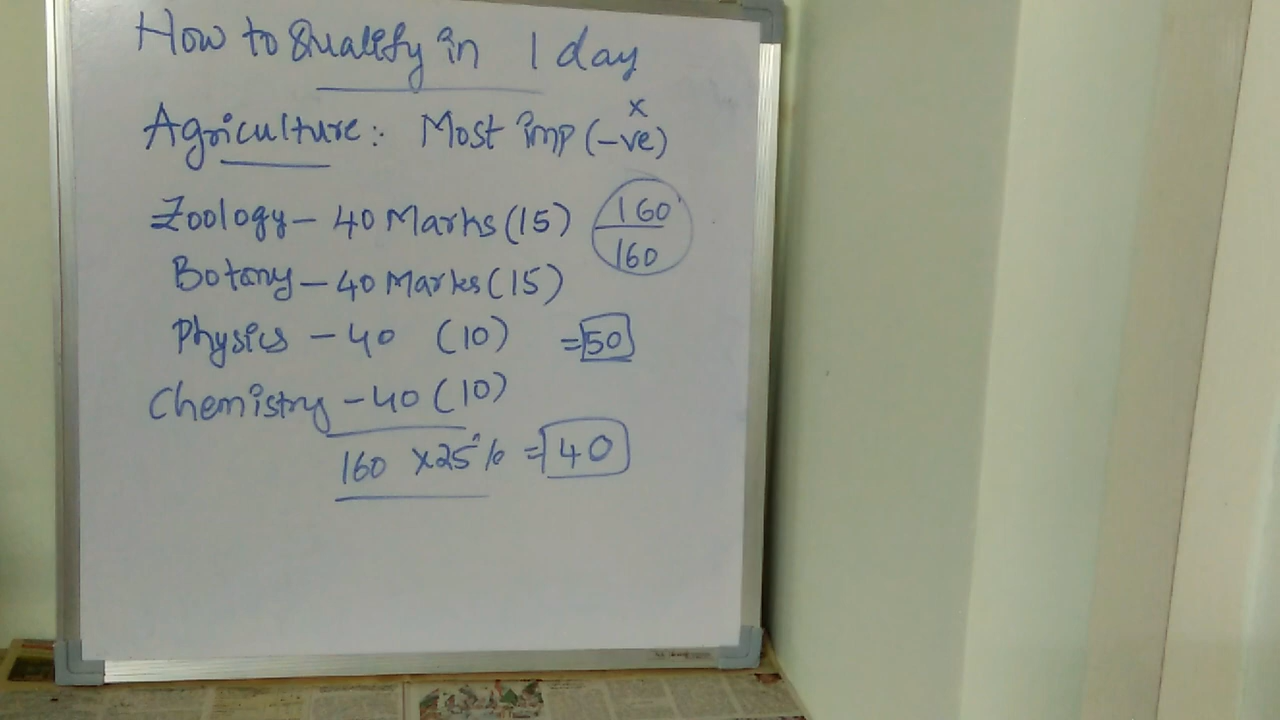 How to Qualify in 1 day
Agriculture: Most imp (-ve) x
Zoology - 40 Marks (15) 160/160
Botany - 40 Marks (15)
Physics - 40 (10) = 50
Chemistry - 40 (10)
160 x 25% = 40